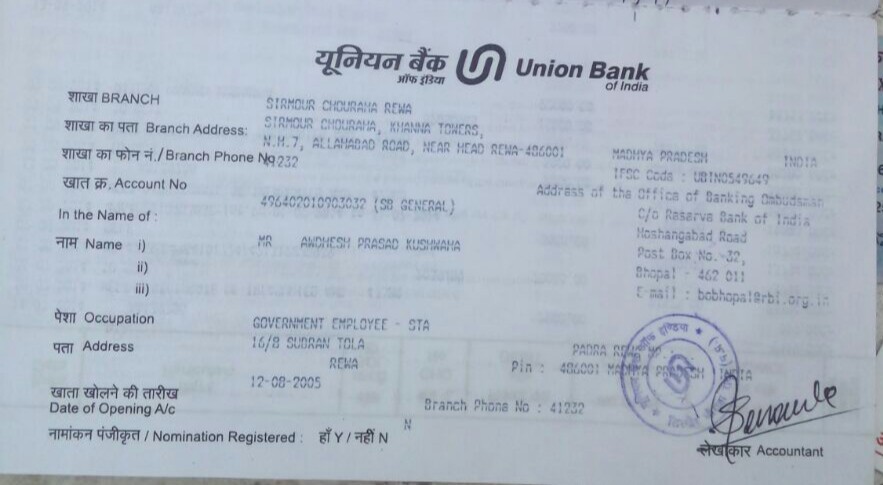 यूनियन बैंक Union Bank
ऑफ इंडिया of India
शाखा BRANCH SIRMOUR CHOURAHA REWA
शाखा का पता Branch Address: SIRMOUR CHOURAHA, KHANNA TOWERS,
N.H.7, ALLAHABAD ROAD, NEAR HEAD REWA-486001 MADHYA PRADESH INDIA
शाखा का फोन नं./Branch Phone No 41232
IFSC Code : UBIN0549649
खात क्र. Account No 496402010903032 (SB GENERAL)
Address of the Office of Banking Ombudsman
C/o Reserve Bank of India
Hoshangabad Road
Post Box No.-32,
Bhopal - 462 011
E-mail : bobhopal@rbi.org.in
In the Name of :
नाम Name i) MR AWDHESH PRASAD KUSHWAHA
ii)
iii)
पेशा Occupation GOVERNMENT EMPLOYEE - STA
पता Address 16/8 SUBRAN TOLA PADRA
REWA Pin : 486001 MADHYA PRADESH INDIA
खाता खोलने की तारीख 12-08-2005
Date of Opening A/c Branch Phone No : 41232
नामांकन पंजीकृत / Nomination Registered : हाँ Y / नहीं N N
लेखाकार Accountant